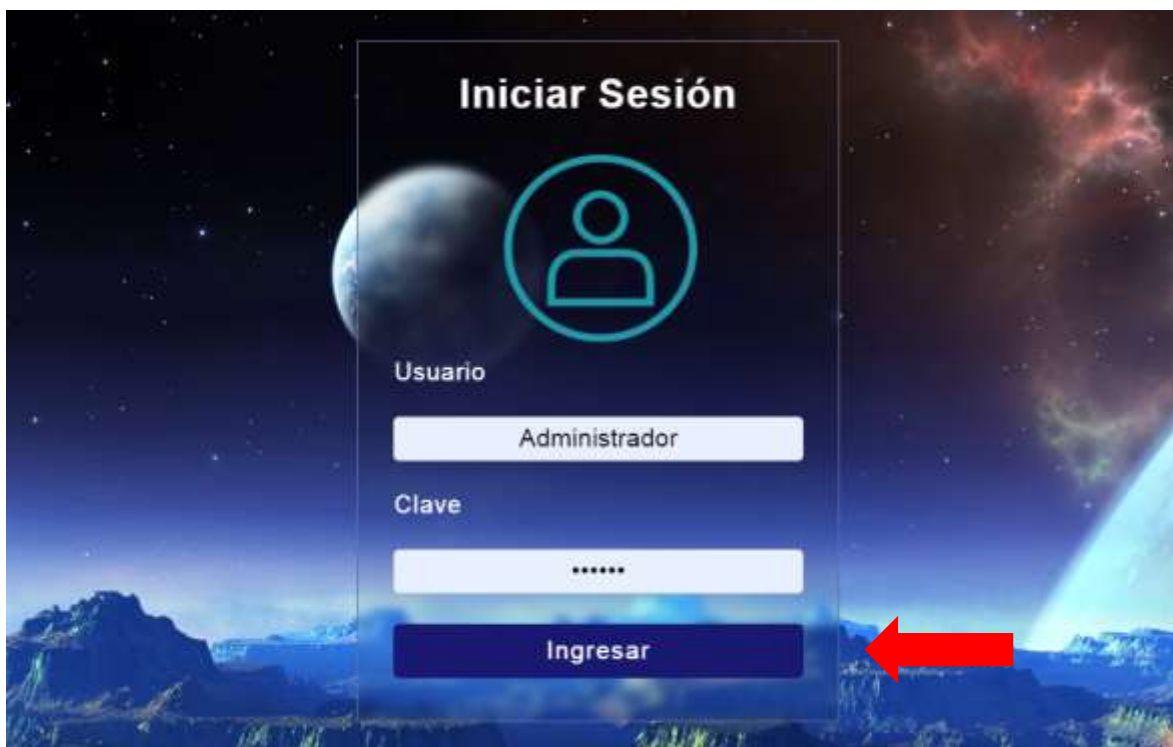 Iniciar Sesión
Usuario
Administrador
Clave
••••••
Ingresar